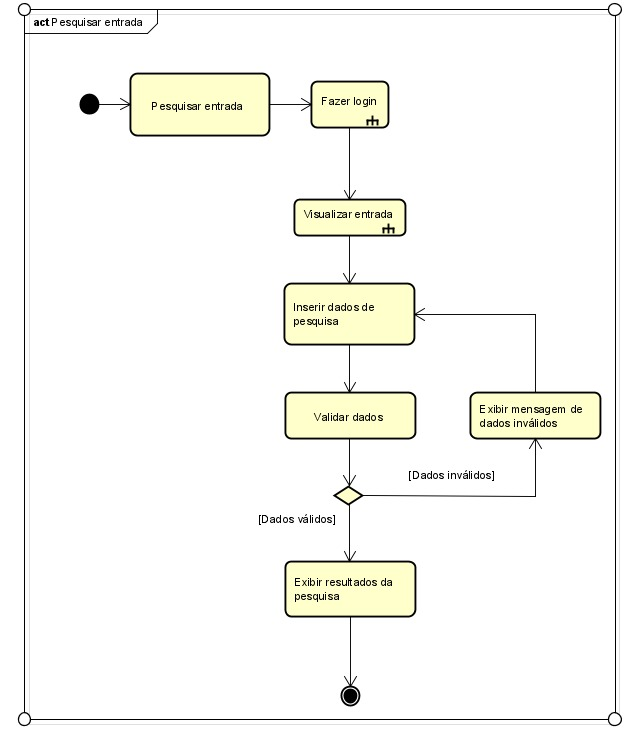 act Pesquisar entrada
Pesquisar entrada
Fazer login
Visualizar entrada
Inserir dados de
pesquisa
Validar dados
Exibir mensagem de
dados inválidos
[Dados inválidos]
[Dados válidos]
Exibir resultados da
pesquisa